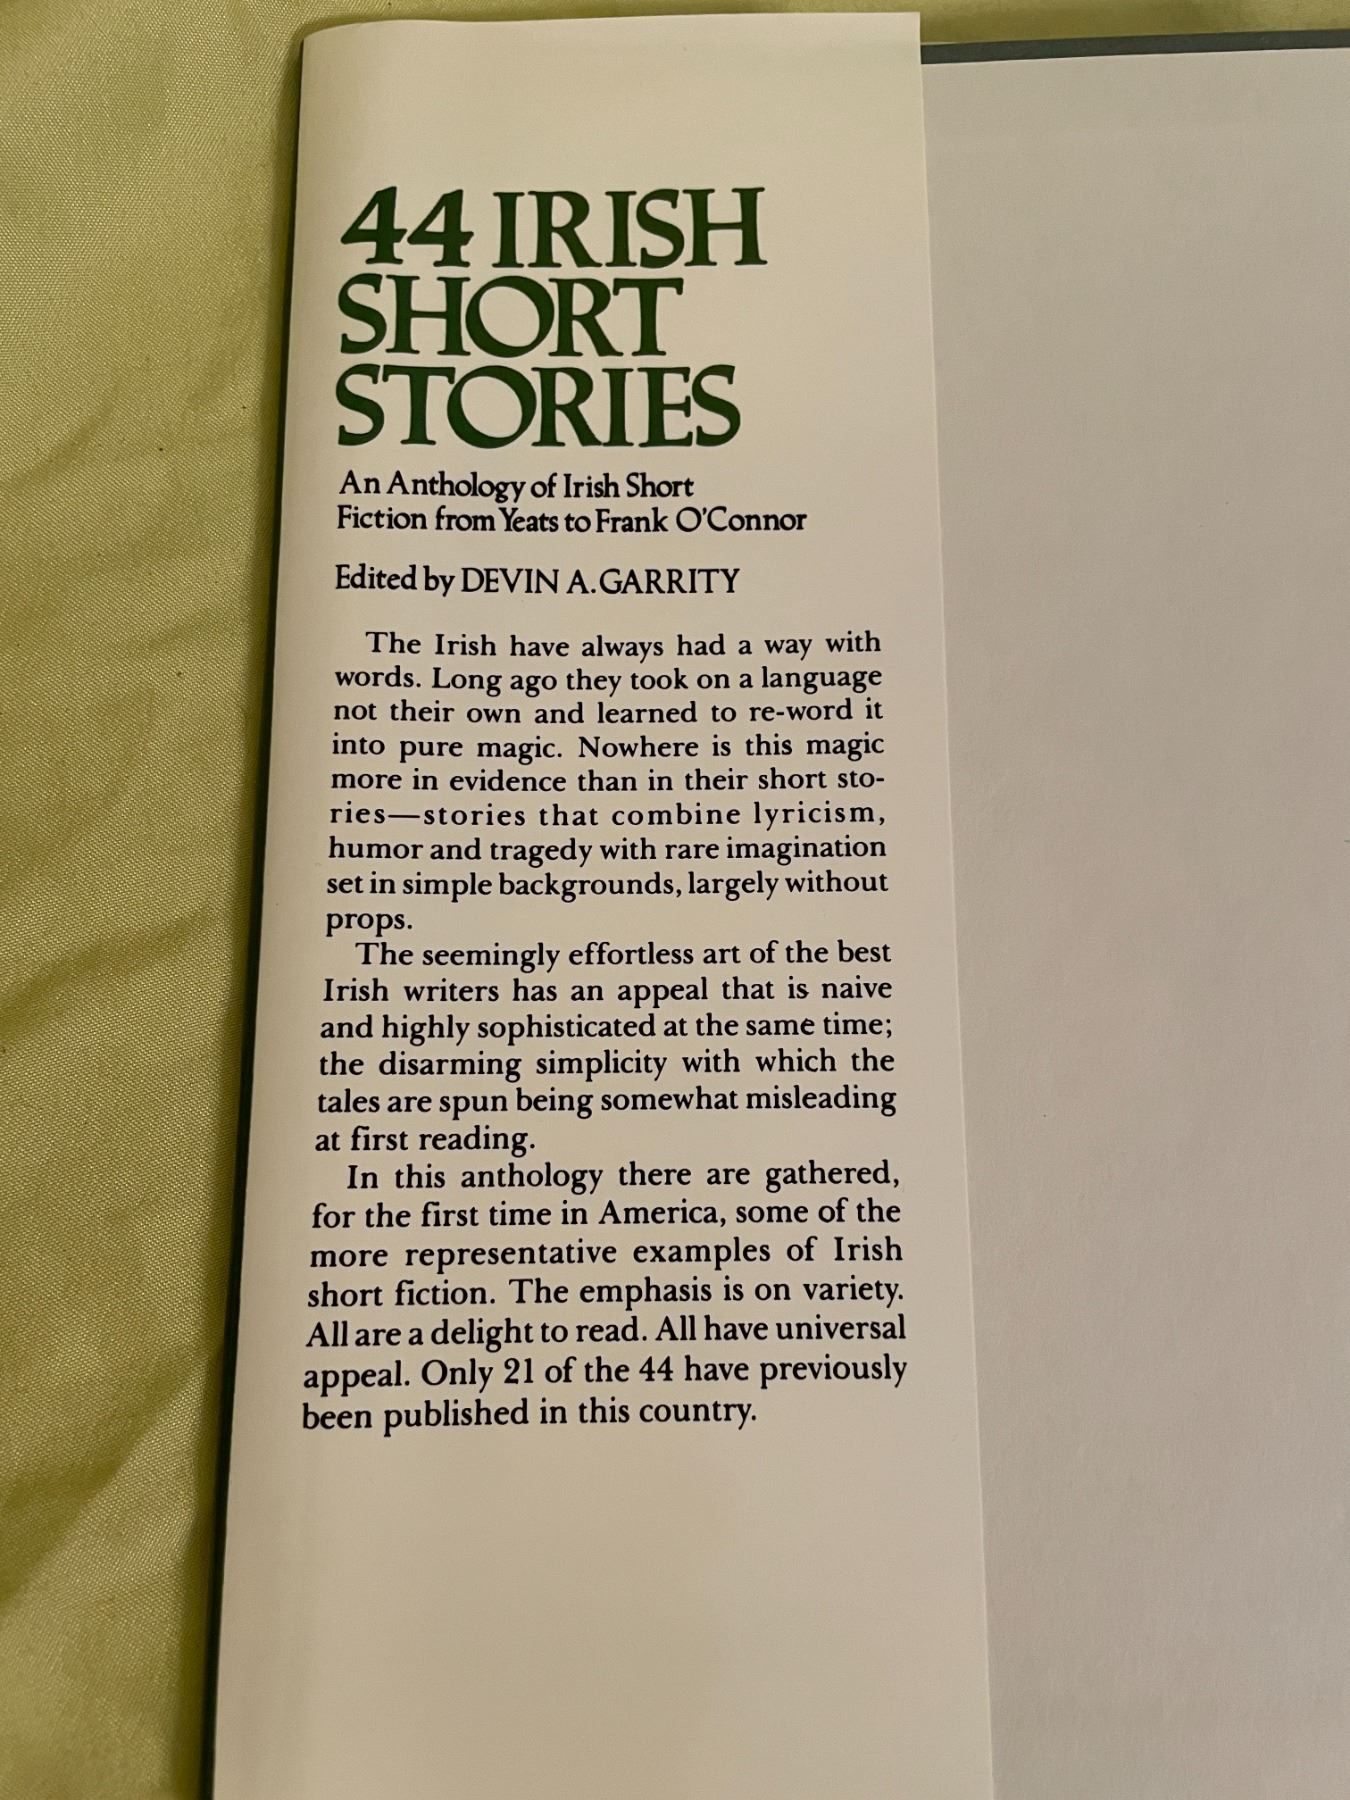 44 IRISH
SHORT
STORIES
An Anthology of Irish Short
Fiction from Yeats to Frank O'Connor
Edited by DEVIN A. GARRITY
The Irish have always had a way with
words. Long ago they took on a language
not their own and learned to re-word it
into pure magic. Nowhere is this magic
more in evidence than in their short sto-
ries—stories that combine lyricism,
humor and tragedy with rare imagination
set in simple backgrounds, largely without
props.
The seemingly effortless art of the best
Irish writers has an appeal that is naive
and highly sophisticated at the same time;
the disarming simplicity with which the
tales are spun being somewhat misleading
at first reading.
In this anthology there are gathered,
for the first time in America, some of the
more representative examples of Irish
short fiction. The emphasis is on variety.
All are a delight to read. All have universal
appeal. Only 21 of the 44 have previously
been published in this country.